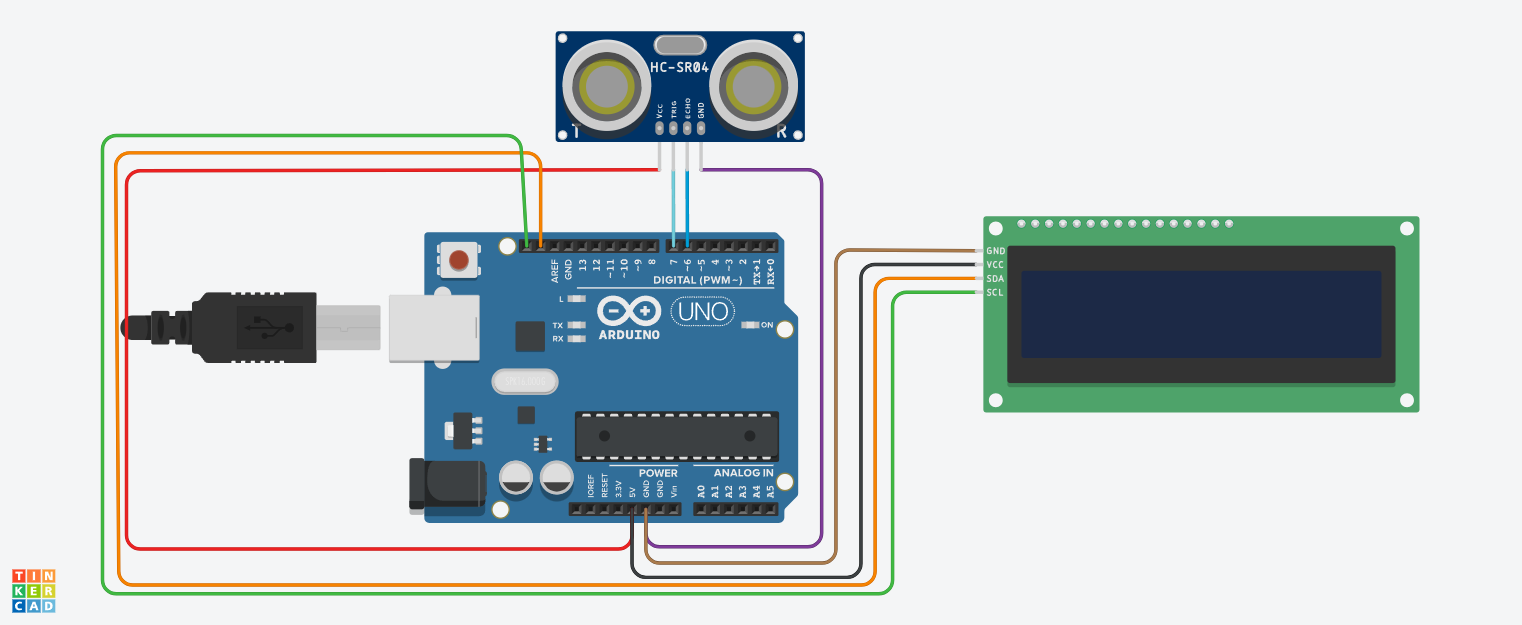 HC-SR04
VCC
TRIG
ECHO
GND
T
R
AREF
GND
13
12
~11
~10
~9
8
7
~6
~5
4
~3
2
TX→1
RX←0
DIGITAL (PWM~)
L
TX
RX
ARDUINO
UNO
ON
GND
VCC
SDA
SCL
POWER
ANALOG IN
IOREF
RESET
3.3V
5V
GND
GND
Vin
A0
A1
A2
A3
A4
A5
TIN
KER
CAD